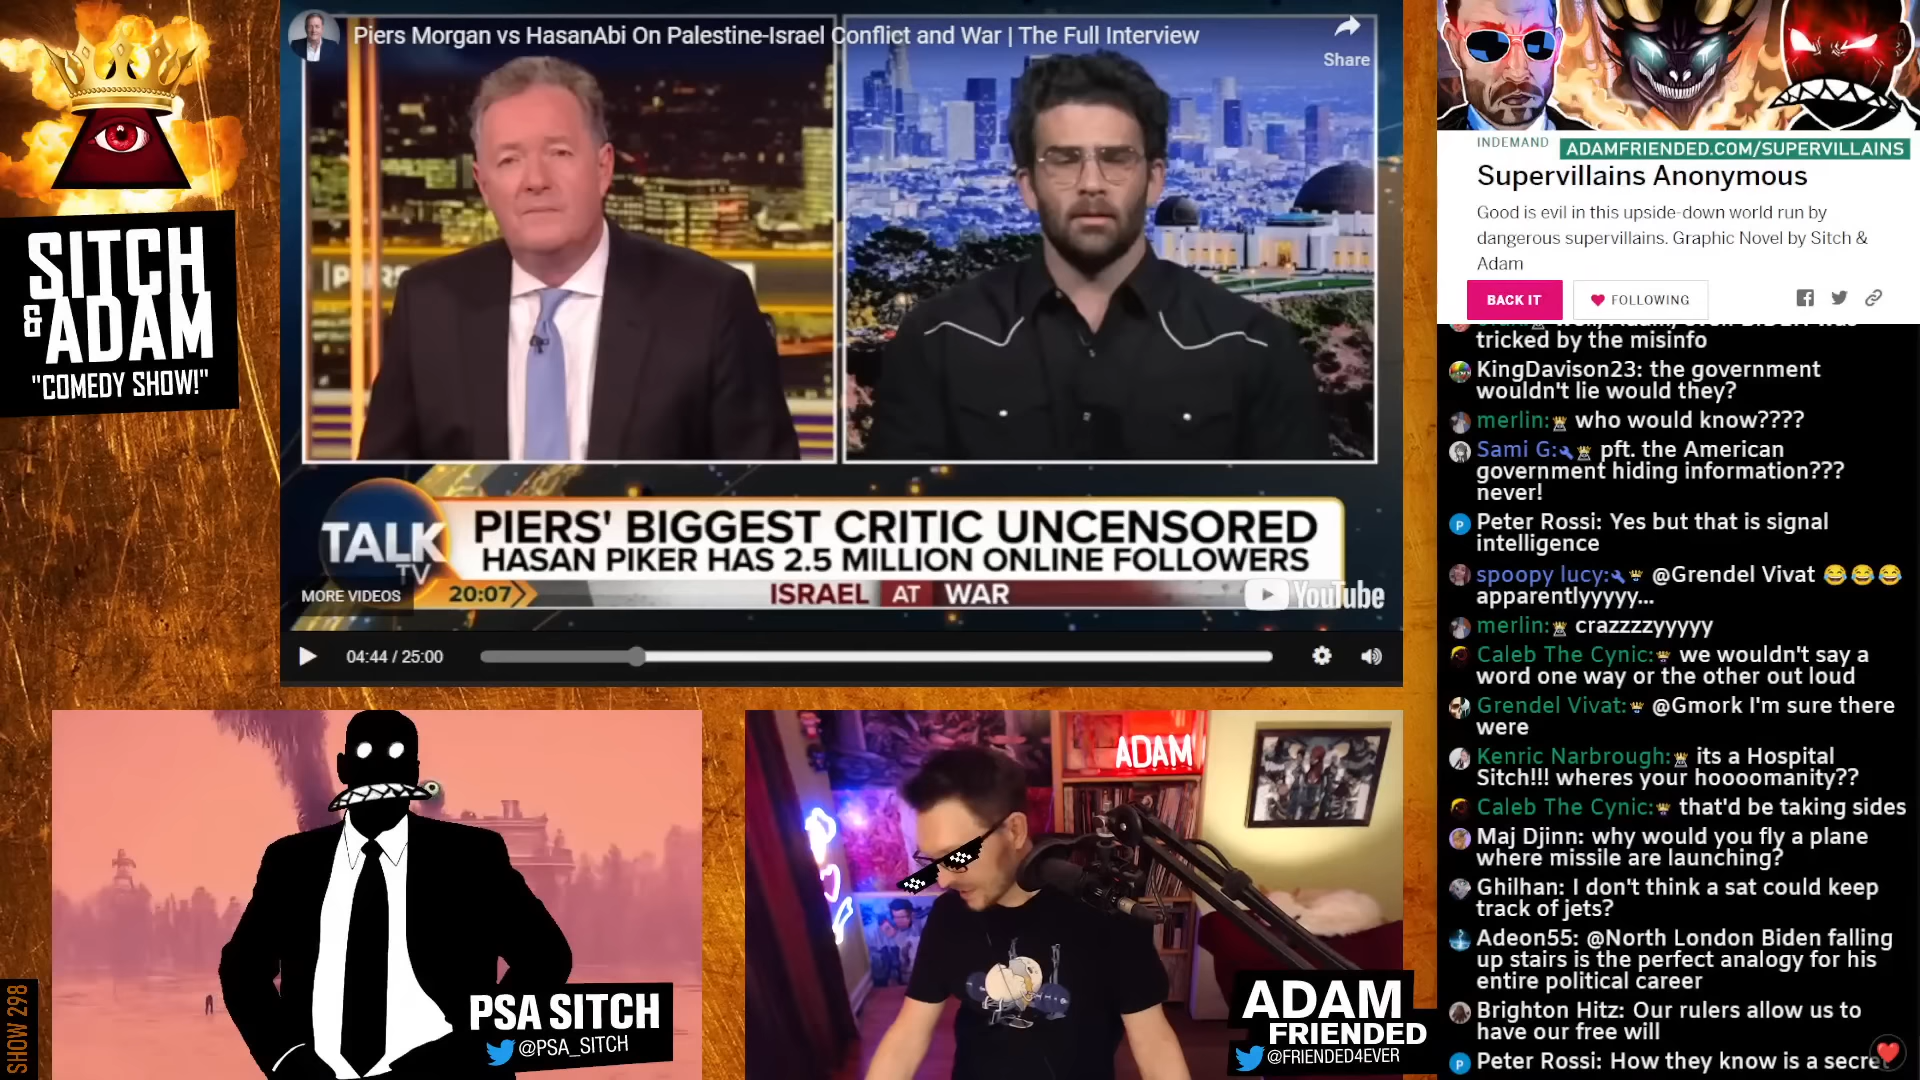 Piers Morgan vs HasanAbi On Palestine-Israel Conflict and War | The Full Interview
Share
SITCH
& ADAM
"COMEDY SHOW!"
TALK
TV
PIERS' BIGGEST CRITIC UNCENSORED
HASAN PIKER HAS 2.5 MILLION ONLINE FOLLOWERS
MORE VIDEOS
20:07
ISRAEL AT WAR
YouTube
04:44 / 25:00
INDEMAND
ADAMFRIENDED.COM/SUPERVILLAINS
Supervillains Anonymous
Good is evil in this upside-down world run by
dangerous supervillains. Graphic Novel by Sitch &
Adam
BACK IT
FOLLOWING
tricked by the misinfo
KingDavison23: the government
wouldn't lie would they?
merlin: who would know????
Sami G: pft. the American
government hiding information???
never!
Peter Rossi: Yes but that is signal
intelligence
spoopy lucy: @Grendel Vivat 😂😂😂
apparentlyyyyy...
merlin: crazzzzyyyyy
Caleb The Cynic: we wouldn't say a
word one way or the other out loud
Grendel Vivat: @Gmork I'm sure there
were
Kenric Narbrough: its a Hospital
Sitch!!! wheres your hoooomanity??
Caleb The Cynic: that'd be taking sides
Maj Djinn: why would you fly a plane
where missile are launching?
Ghilhan: I don't think a sat could keep
track of jets?
Adeon55: @North London Biden falling
up stairs is the perfect analogy for his
entire political career
Brighton Hitz: Our rulers allow us to
have our free will
Peter Rossi: How they know is a secret
ADAM
PSA SITCH
@PSA_SITCH
ADAM
FRIENDED
@FRIENDED4EVER
SHOW 298